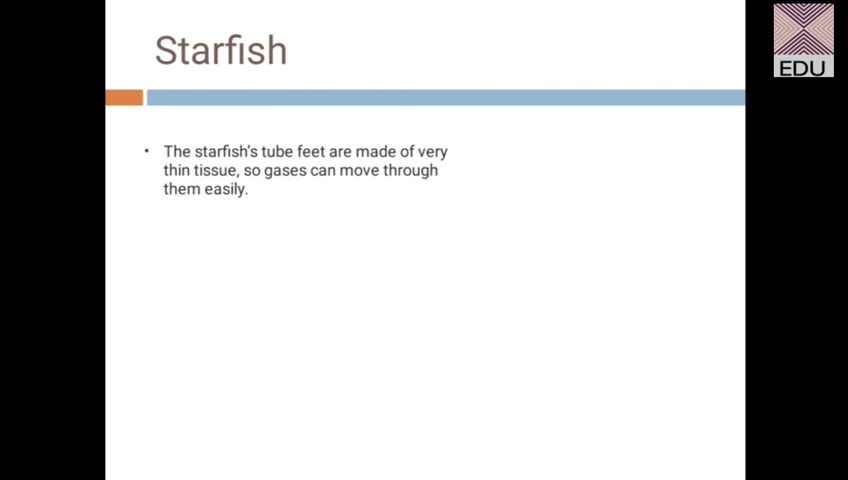 Starfish
EDU
• The starfish's tube feet are made of very
thin tissue, so gases can move through
them easily.